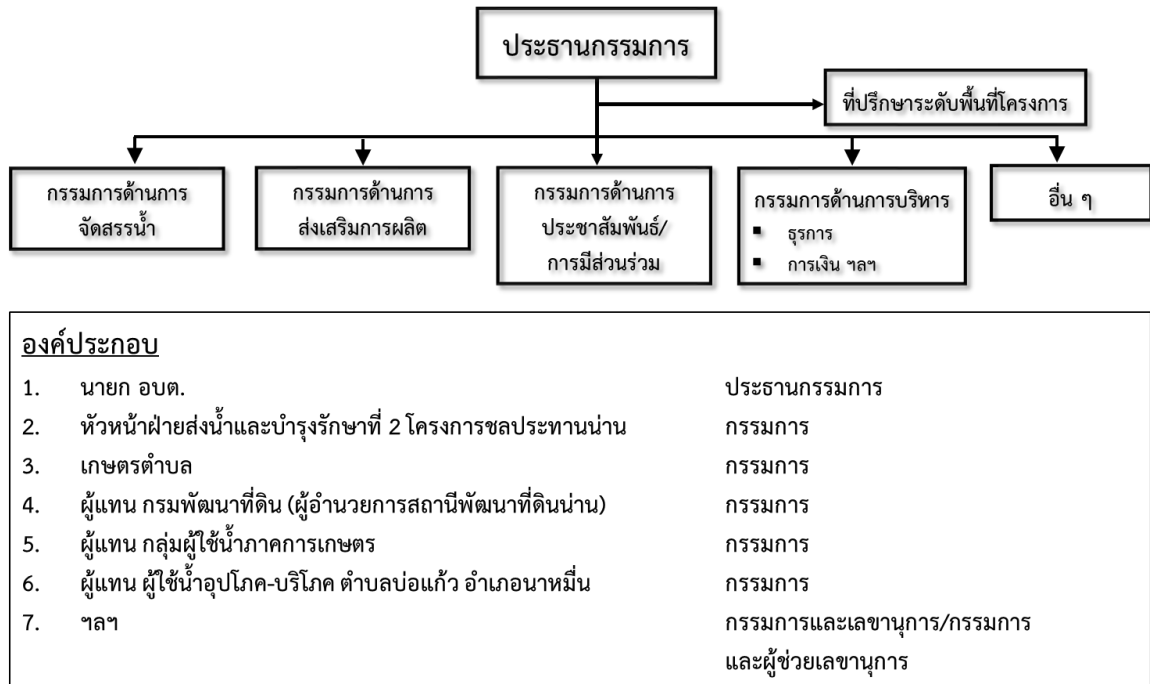 ประธานกรรมการ
ที่ปรึกษาระดับพื้นที่โครงการ
กรรมการด้านการ
จัดสรรน้ำ
กรรมการด้านการ
ส่งเสริมการผลิต
กรรมการด้านการ
ประชาสัมพันธ์/
การมีส่วนร่วม
กรรมการด้านการบริหาร
▪ ธุรการ
▪ การเงิน ฯลฯ
อื่น ๆ
องค์ประกอบ
1. นายก อบต. ประธานกรรมการ
2. หัวหน้าฝ่ายส่งน้ำและบำรุงรักษาที่ 2 โครงการชลประทานน่าน กรรมการ
3. เกษตรตำบล กรรมการ
4. ผู้แทน กรมพัฒนาที่ดิน (ผู้อำนวยการสถานีพัฒนาที่ดินน่าน) กรรมการ
5. ผู้แทน กลุ่มผู้ใช้น้ำภาคการเกษตร กรรมการ
6. ผู้แทน ผู้ใช้น้ำอุปโภค-บริโภค ตำบลบ่อแก้ว อำเภอนาหมื่น กรรมการ
7. ฯลฯ กรรมการและเลขานุการ/กรรมการ
และผู้ช่วยเลขานุการ